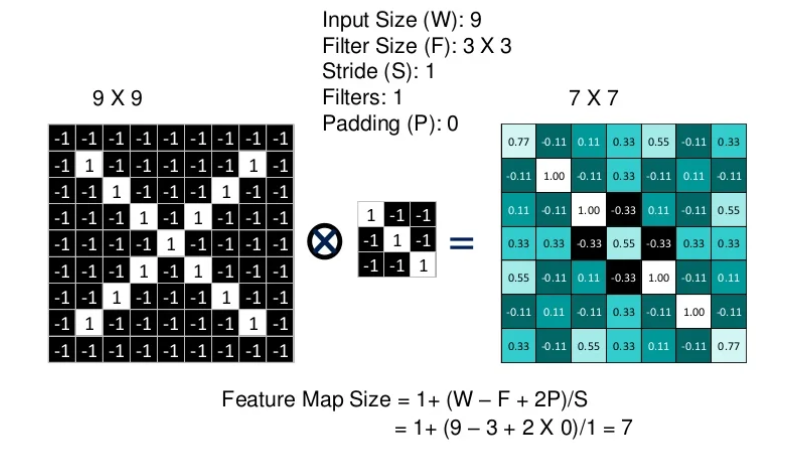 Input Size (W): 9
Filter Size (F): 3 X 3
Stride (S): 1
Filters: 1
Padding (P): 0
9 X 9
7 X 7
-1 -1 -1 -1 -1 -1 -1 -1 -1
-1 1 -1 -1 -1 -1 -1 1 -1
-1 -1 1 -1 -1 -1 1 -1 -1
-1 -1 -1 1 -1 1 -1 -1 -1
-1 -1 -1 -1 1 -1 -1 -1 -1
-1 -1 -1 1 -1 1 -1 -1 -1
-1 -1 1 -1 -1 -1 1 -1 -1
-1 1 -1 -1 -1 -1 -1 1 -1
-1 -1 -1 -1 -1 -1 -1 -1 -1
⊗
1 -1 -1
-1 1 -1
-1 -1 1
=
0.77 -0.11 0.11 0.33 0.55 -0.11 0.33
-0.11 1.00 -0.11 0.33 -0.11 0.11 -0.11
0.11 -0.11 1.00 -0.33 0.11 -0.11 0.55
0.33 0.33 -0.33 0.55 -0.33 0.33 0.33
0.55 -0.11 0.11 -0.33 1.00 -0.11 0.11
-0.11 0.11 -0.11 0.33 -0.11 1.00 -0.11
0.33 -0.11 0.55 0.33 0.11 -0.11 0.77
Feature Map Size = 1+ (W – F + 2P)/S
= 1+ (9 – 3 + 2 X 0)/1 = 7